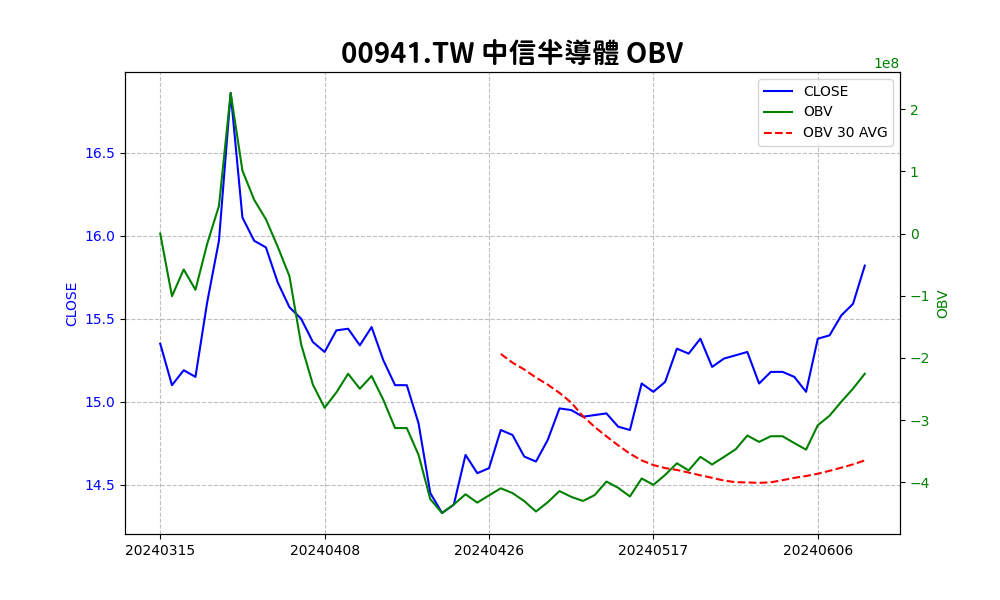 00941.TW 中信半導體 OBV
1e8
CLOSE
OBV
OBV 30 AVG
16.5
16.0
15.5
15.0
14.5
CLOSE
2
1
0
−1
−2
−3
−4
OBV
20240315
20240408
20240426
20240517
20240606